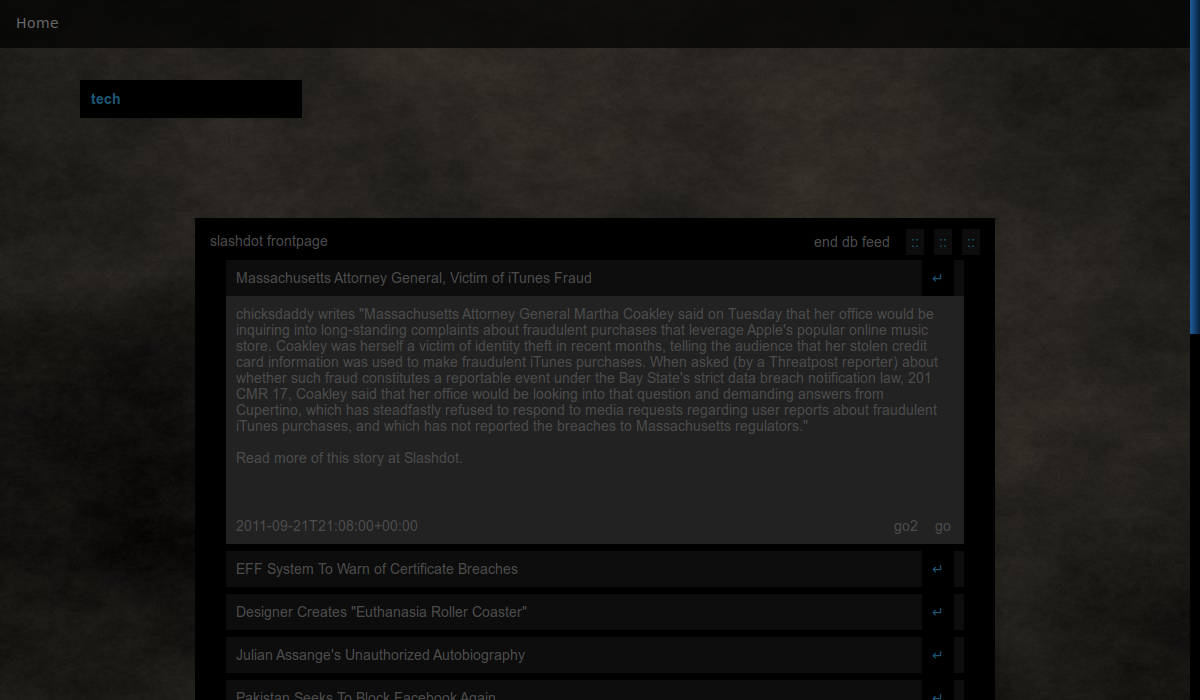 Home
tech
slashdot frontpage
end db feed :: :: ::
Massachusetts Attorney General, Victim of iTunes Fraud ↵
chicksdaddy writes "Massachusetts Attorney General Martha Coakley said on Tuesday that her office would be
inquiring into long-standing complaints about fraudulent purchases that leverage Apple's popular online music
store. Coakley was herself a victim of identity theft in recent months, telling the audience that her stolen credit
card information was used to make fraudulent iTunes purchases. When asked (by a Threatpost reporter) about
whether such fraud constitutes a reportable event under the Bay State's strict data breach notification law, 201
CMR 17, Coakley said that her office would be looking into that question and demanding answers from
Cupertino, which has steadfastly refused to respond to media requests regarding user reports about fraudulent
iTunes purchases, and which has not reported the breaches to Massachusetts regulators."
Read more of this story at Slashdot.
2011-09-21T21:08:00+00:00 go2 go
EFF System To Warn of Certificate Breaches ↵
Designer Creates "Euthanasia Roller Coaster" ↵
Julian Assange's Unauthorized Autobiography ↵
Pakistan Seeks To Block Facebook Again ↵